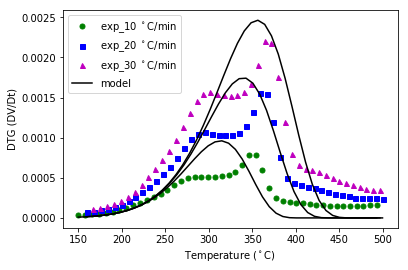 exp_10 °C/min
exp_20 °C/min
exp_30 °C/min
model
DTG (DV/Dt)
0.0025
0.0020
0.0015
0.0010
0.0005
0.0000
150 200 250 300 350 400 450 500
Temperature (°C)